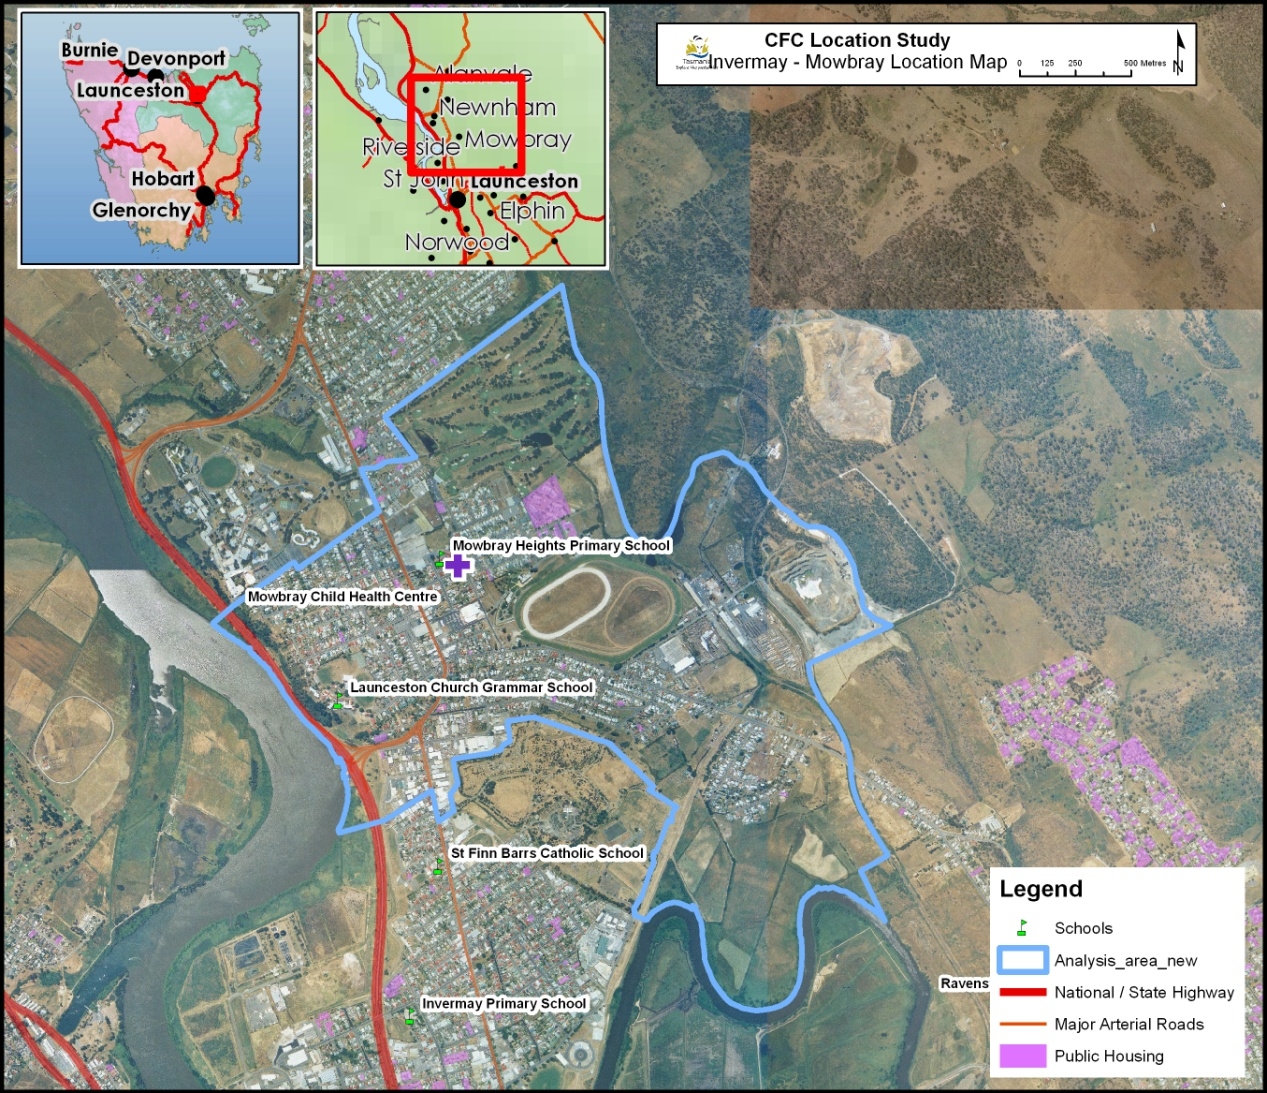 Burnie
Devonport
Launceston
Hobart
Glenorchy
Alanvale
Newnham
Mowbray
Riverside
Launceston
Elphin
Norwood
CFC Location Study
Invermay - Mowbray Location Map
0 125 250 500 Metres
N
Tasmania
Mowbray Heights Primary School
Mowbray Child Health Centre
Launceston Church Grammar School
St Finn Barrs Catholic School
Invermay Primary School
Ravens
Legend
Schools
Analysis_area_new
National / State Highway
Major Arterial Roads
Public Housing